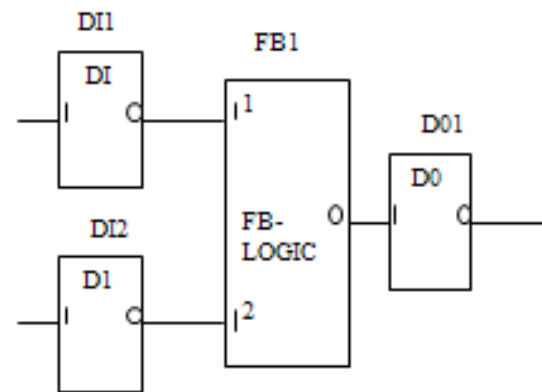 DI1
FB1
DI
I O
I 1
D01
D0
I O
O
FB-
LOGIC
DI2
D1
I O
I 2